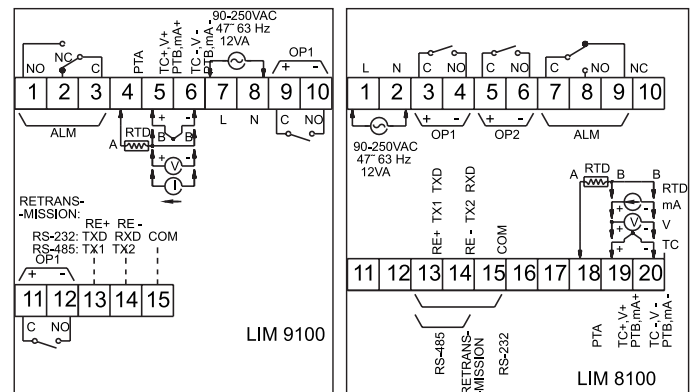 90-250VAC
47~ 63 Hz
12VA
PTA
TC+,V+
PTB,mA+
TC-,V -
PTB,mA-
OP1
+ -
NO
NC
C
1 2 3 4 5 6 7 8 9 10
ALM
A
RTD
B
B
+ -
L
N
C NO
+ V -
+ I -
RETRANS-
-MISSION:
RE+ RE -
RS-232: TXD RXD COM
RS-485: TX1 TX2
OP1
+ -
11 12 13 14 15
C NO
LIM 9100
L N C NO C NO C NO NC
1 2 3 4 5 6 7 8 9 10
+ - + -
OP1 OP2 ALM
90-250VAC
47~ 63 Hz
12VA
RE+ TX1 TXD
RE - TX2 RXD
COM
A RTD B B
RTD
mA
V
TC
+ -
+ V -
+ -
11 12 13 14 15 16 17 18 19 20
RS-485
RETRANS-
MISSION
RS-232
PTA
TC+,V+
PTB,mA+
TC-,V -
PTB,mA-
LIM 8100